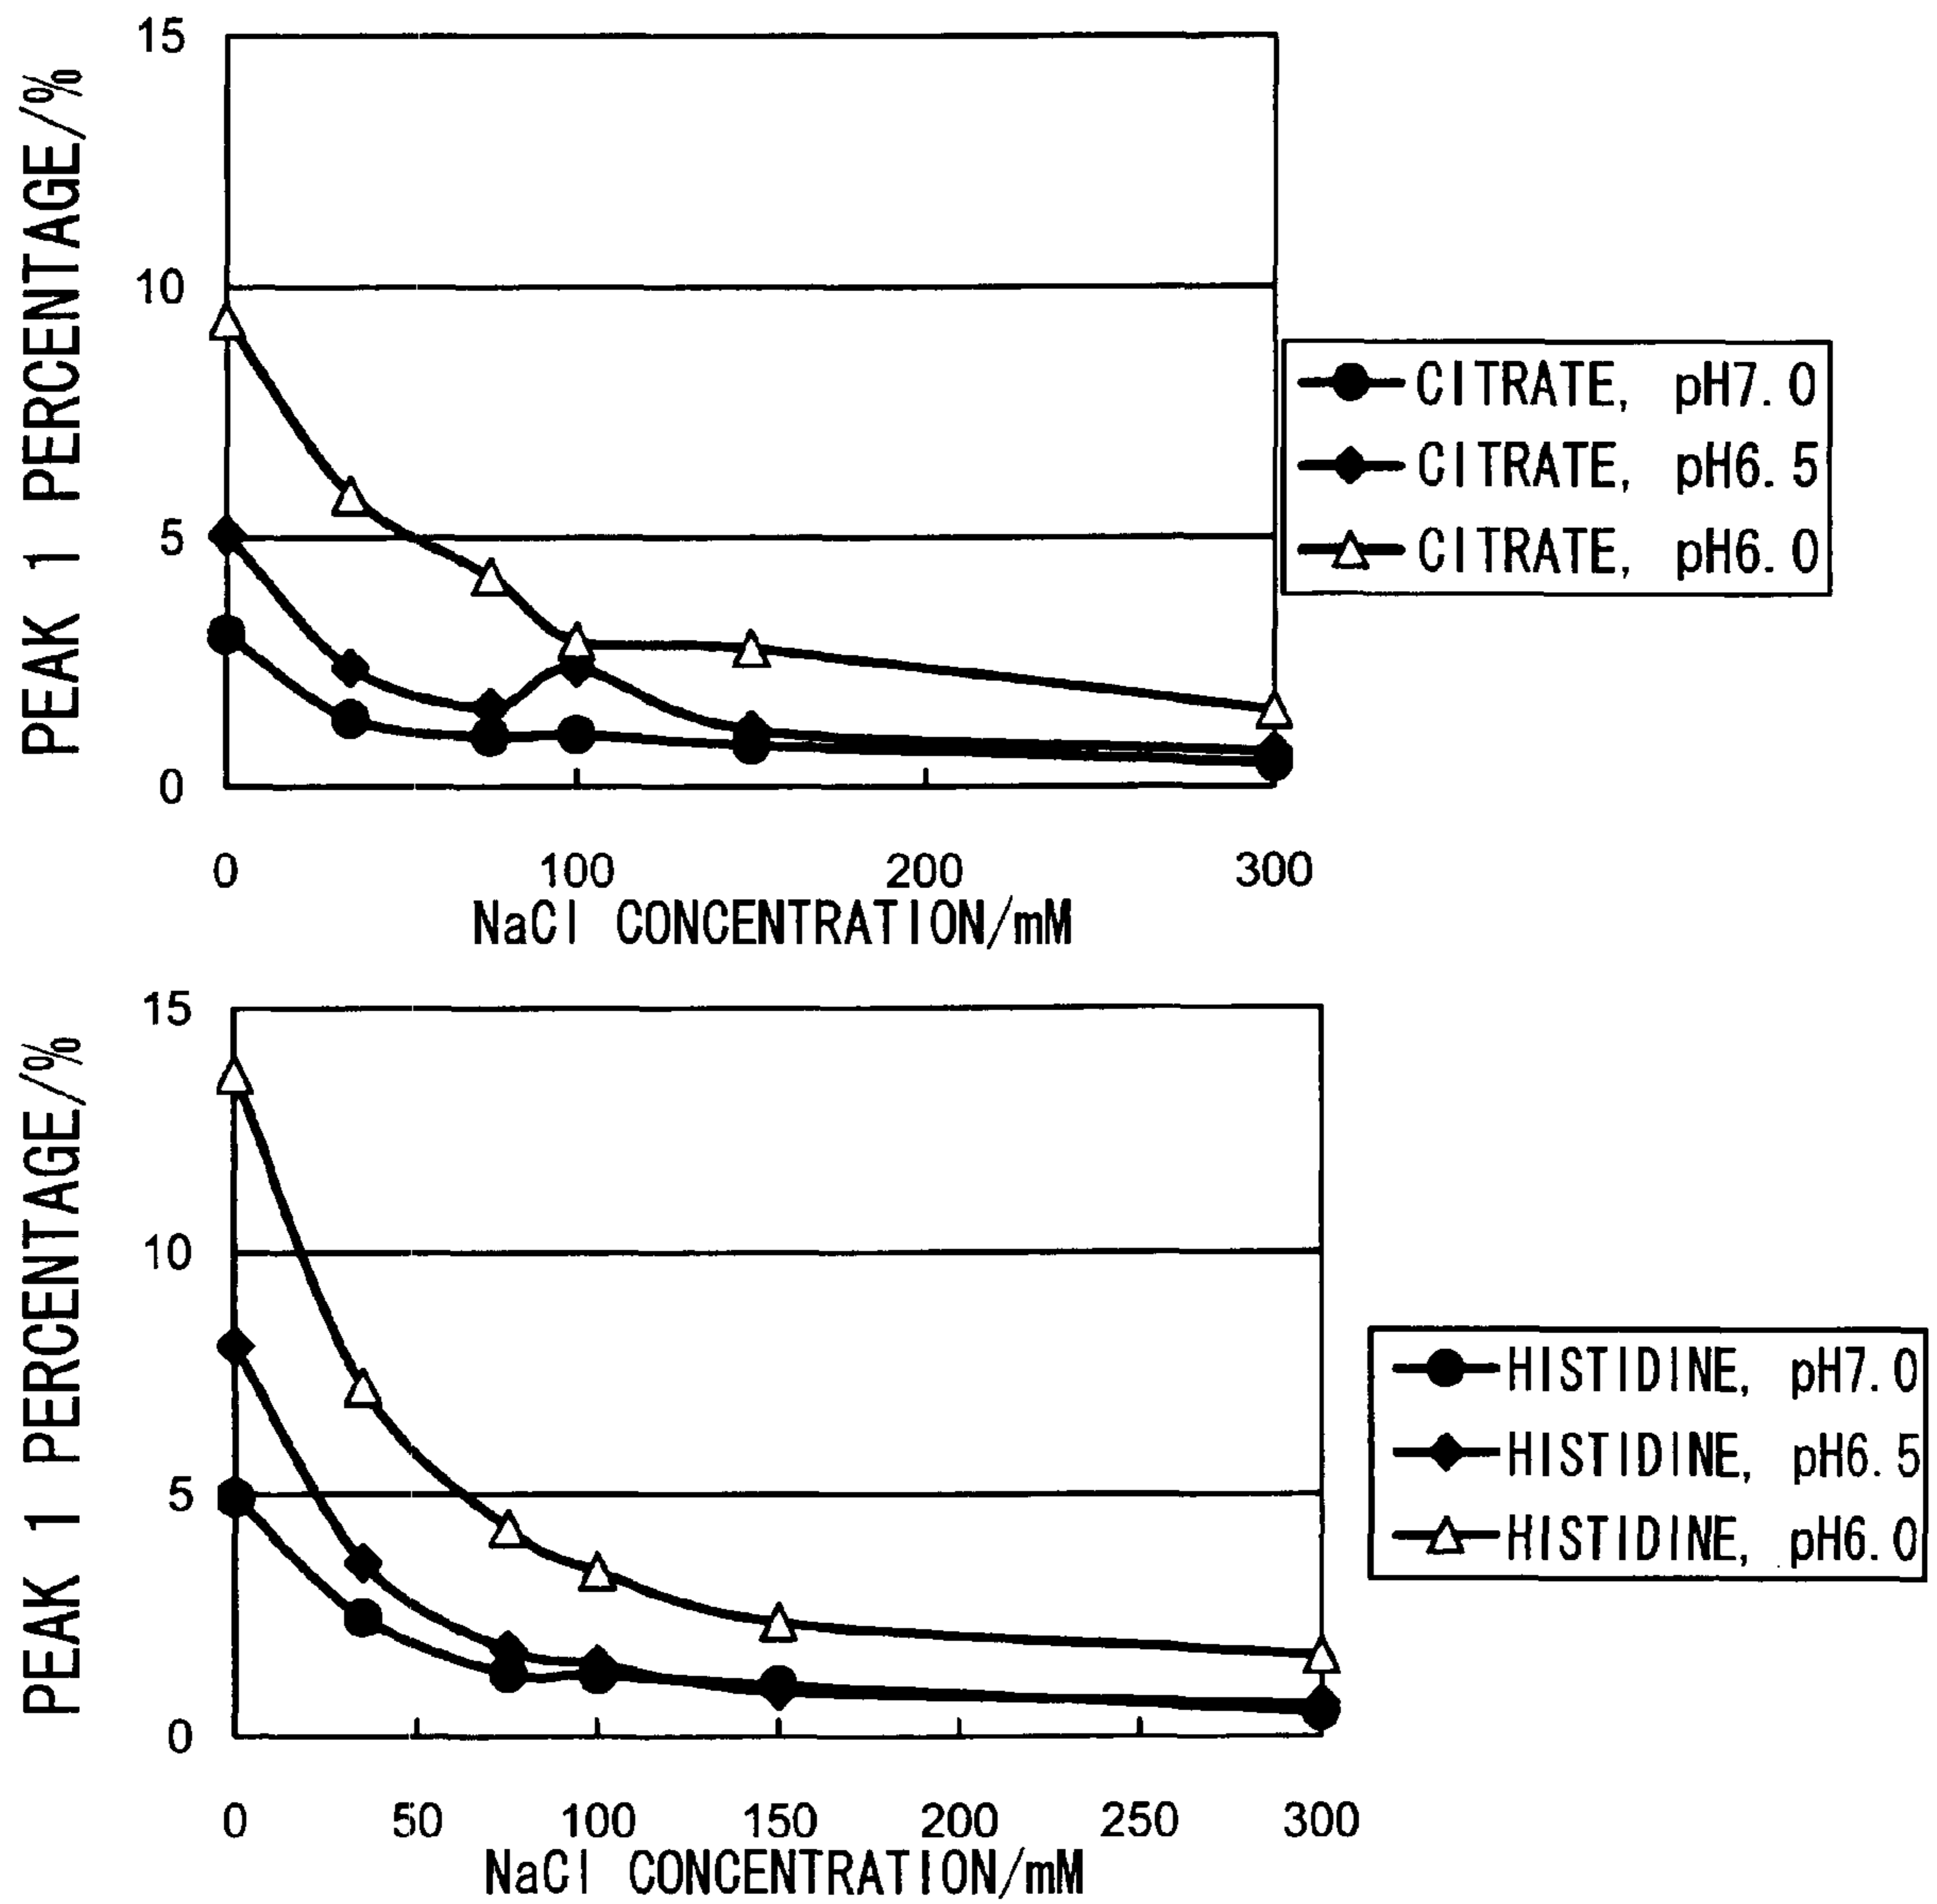 PEAK 1 PERCENTAGE/%
15
10
5
0
0 100 200 300
NaCl CONCENTRATION/mM
CITRATE, pH7.0
CITRATE, pH6.5
CITRATE, pH6.0
PEAK 1 PERCENTAGE/%
15
10
5
0
0 50 100 150 200 250 300
NaCl CONCENTRATION/mM
HISTIDINE, pH7.0
HISTIDINE, pH6.5
HISTIDINE, pH6.0